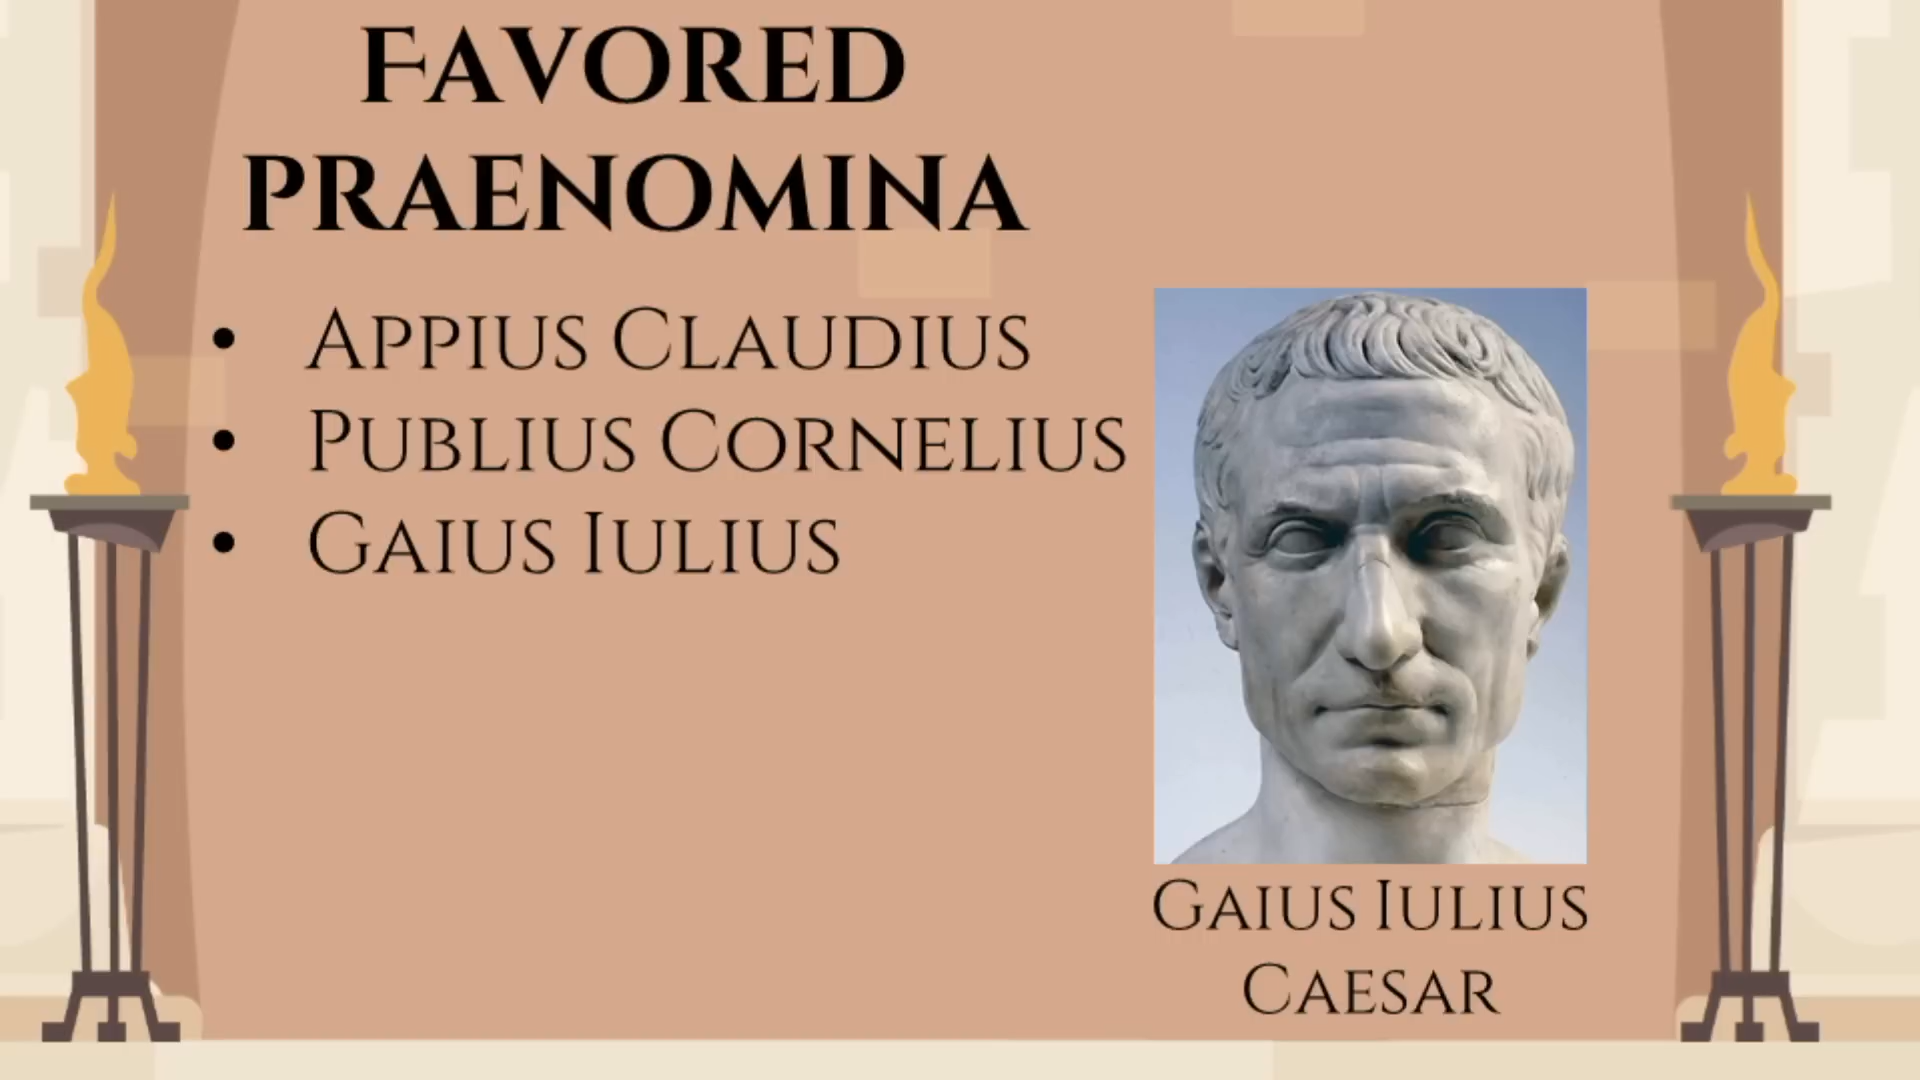 Favored
praenomina
• Appius Claudius
• Publius Cornelius
• Gaius Iulius
Gaius Iulius
Caesar